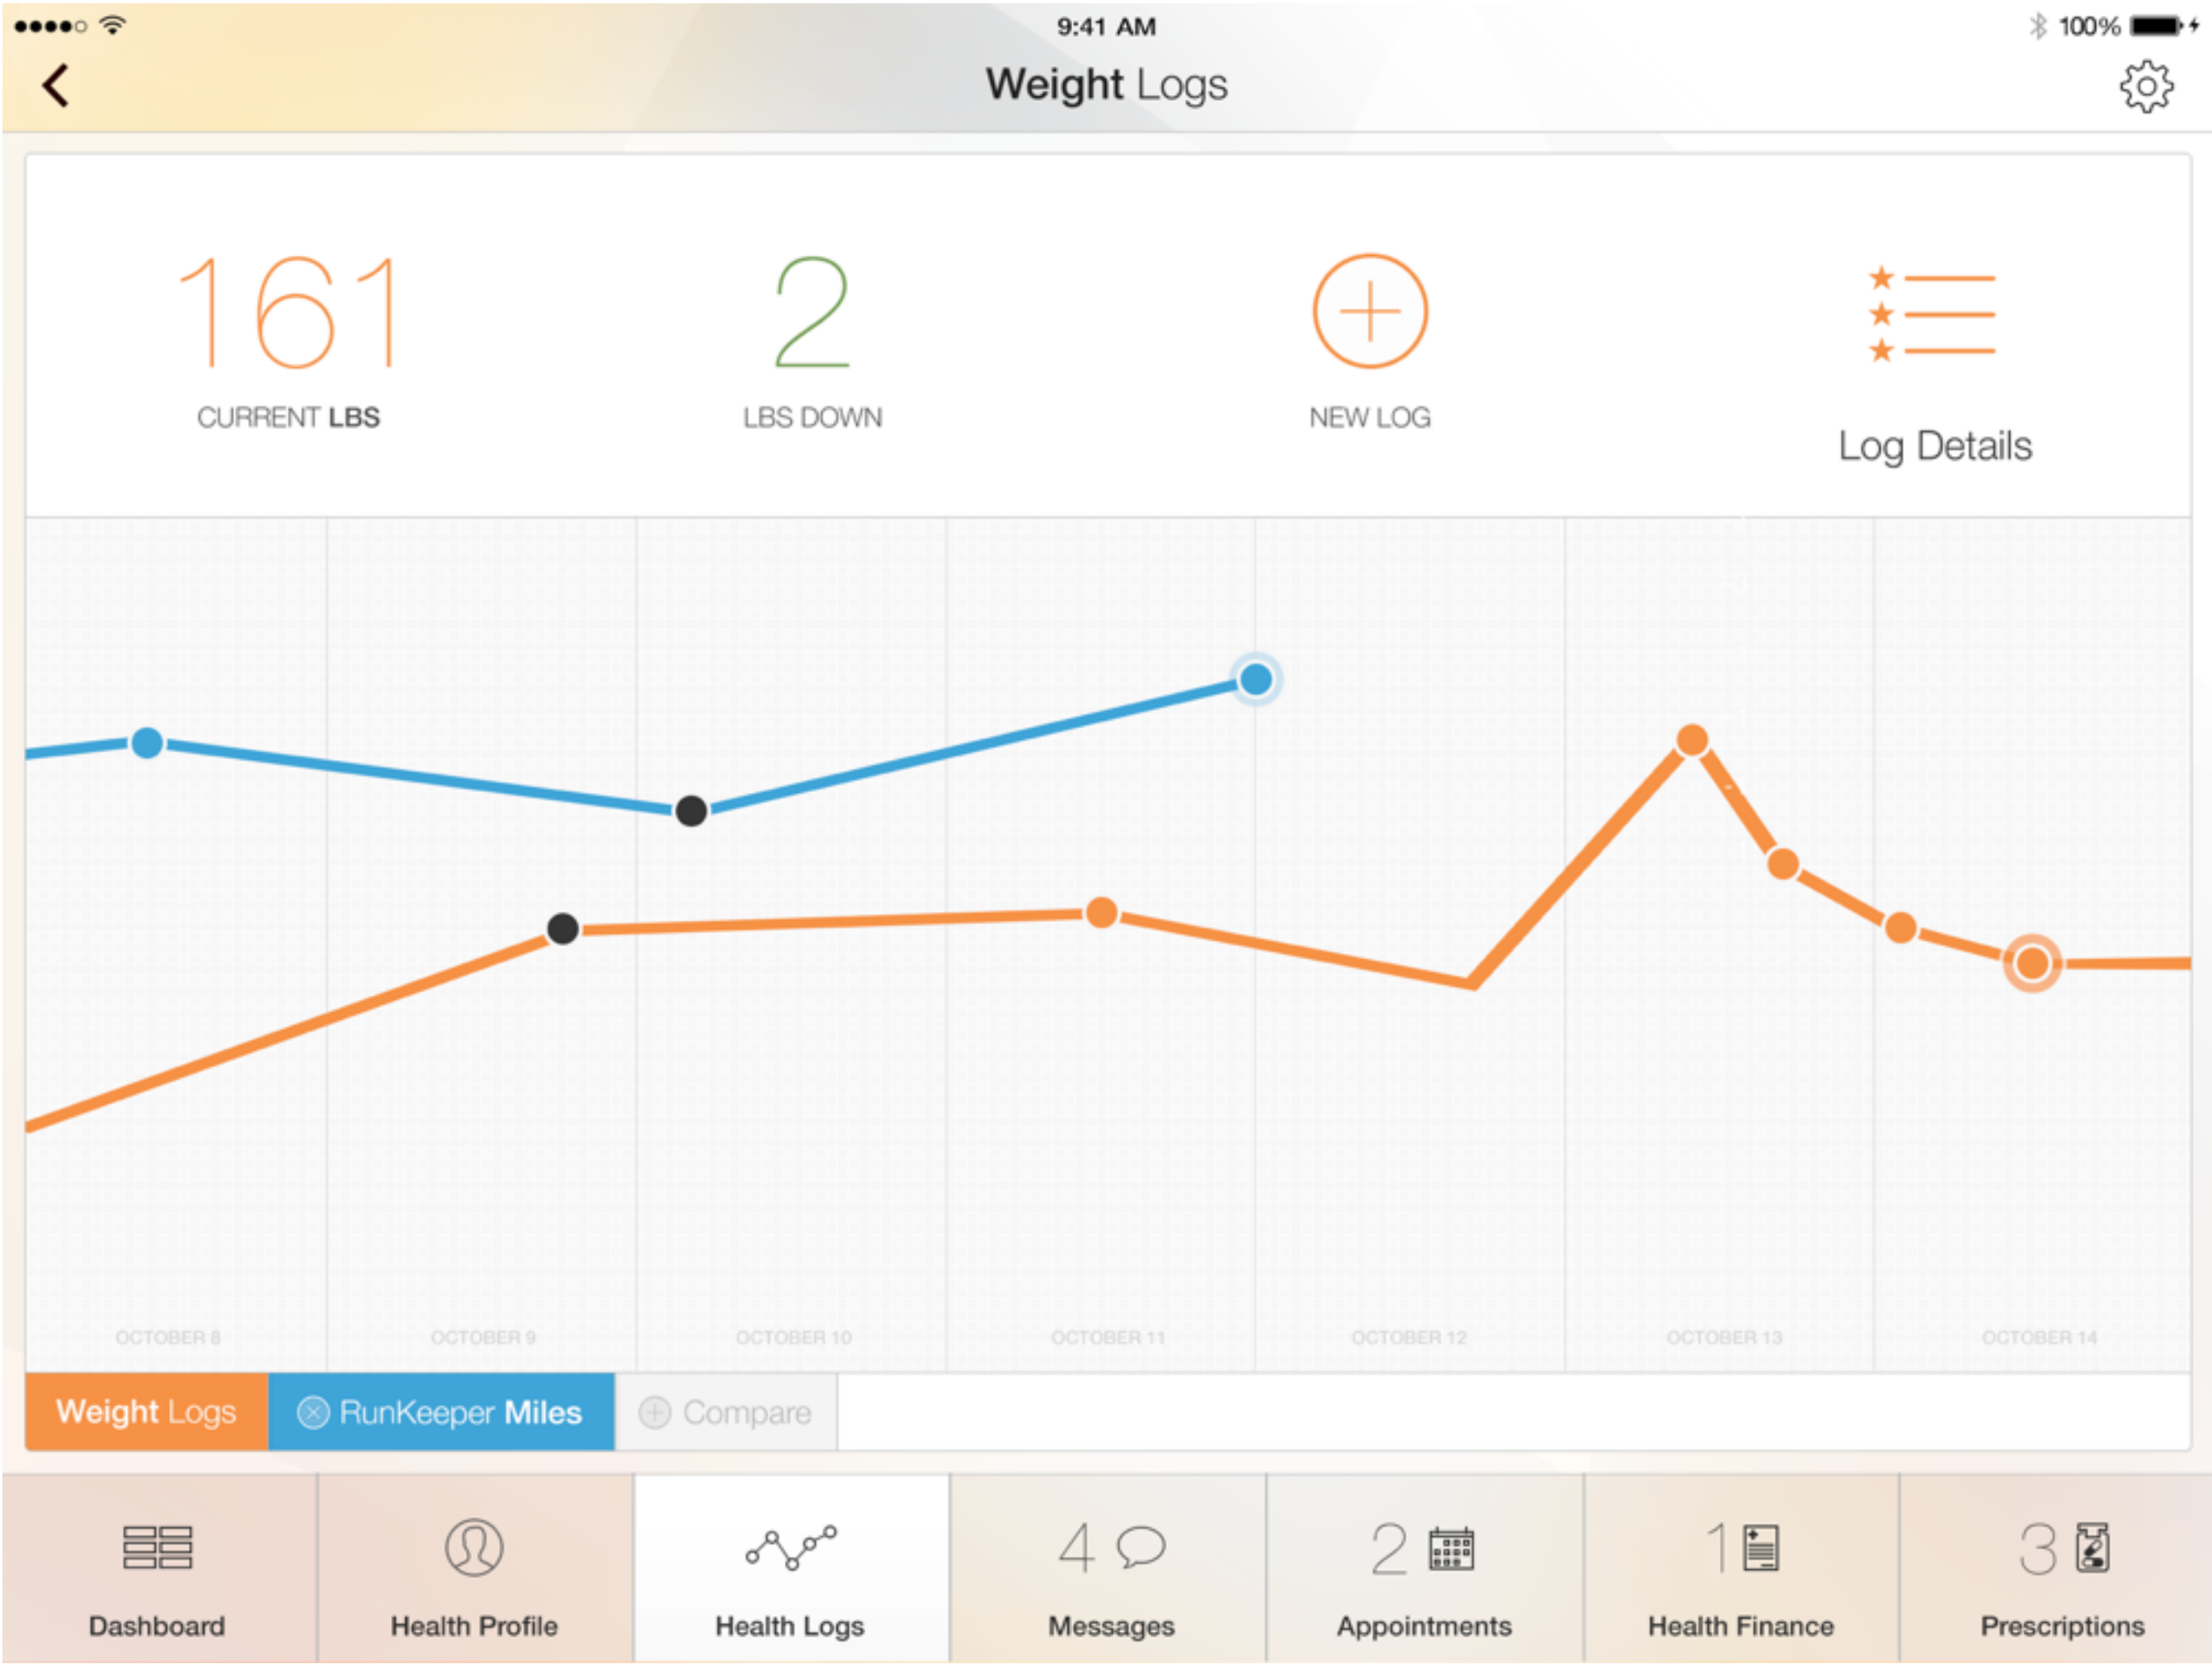 9:41 AM
100%
Weight Logs
161
CURRENT LBS
2
LBS DOWN
NEW LOG
Log Details
OCTOBER 8
OCTOBER 9
OCTOBER 10
OCTOBER 11
OCTOBER 12
OCTOBER 13
OCTOBER 14
Weight Logs
RunKeeper Miles
Compare
Dashboard
Health Profile
Health Logs
4
Messages
2
Appointments
1
Health Finance
3
Prescriptions